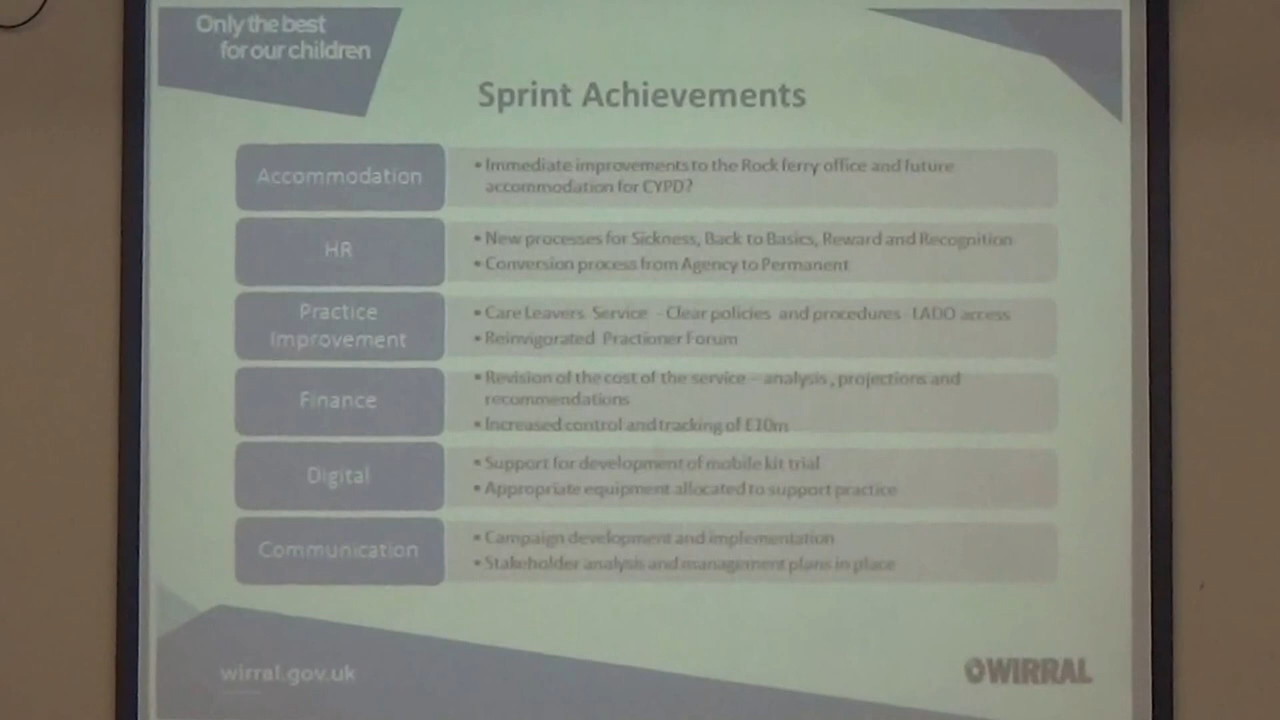 Only the best
for our children
Sprint Achievements
Accommodation
• Immediate improvements to the Rock ferry office and future
accommodation for CYPD?
HR
• New processes for Sickness, Back to Basics, Reward and Recognition
• Conversion process from Agency to Permanent
Practice
Improvement
• Care Leavers Service - Clear policies and procedures LADO access
• Reinvigorated Practioner Forum
Finance
• Revision of the cost of the service – analysis, projections and
recommendations
• Increased control and tracking of
Digital
• Support for development of mobile kit trial
• Appropriate equipment allocated to support practice
Communication
• Campaign development and implementation
• Stakeholder analysis and management plans in place
wirral.gov.uk
WIRRAL